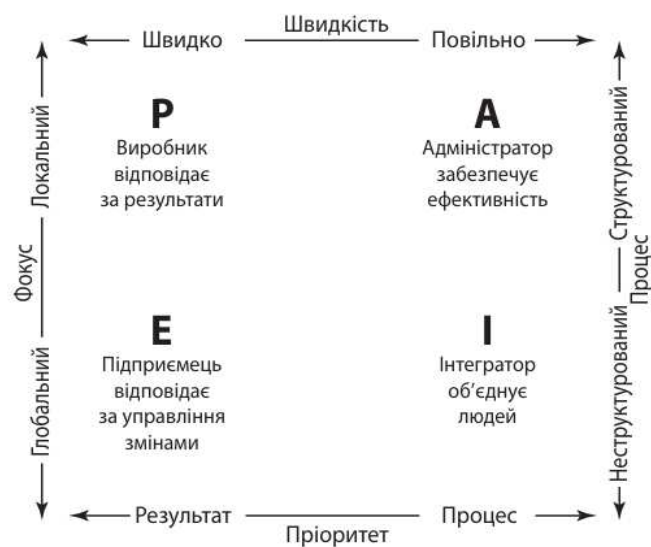 Швидкість
Швидко
Повільно
Локальний
Фокус
Глобальний
P
Виробник
відповідає
за результати
A
Адміністратор
забезпечує
ефективність
E
Підприємець
відповідає
за управління
змінами
I
Інтегратор
об’єднує
людей
Структурований
Процес
Неструктурований
Результат
Процес
Пріоритет